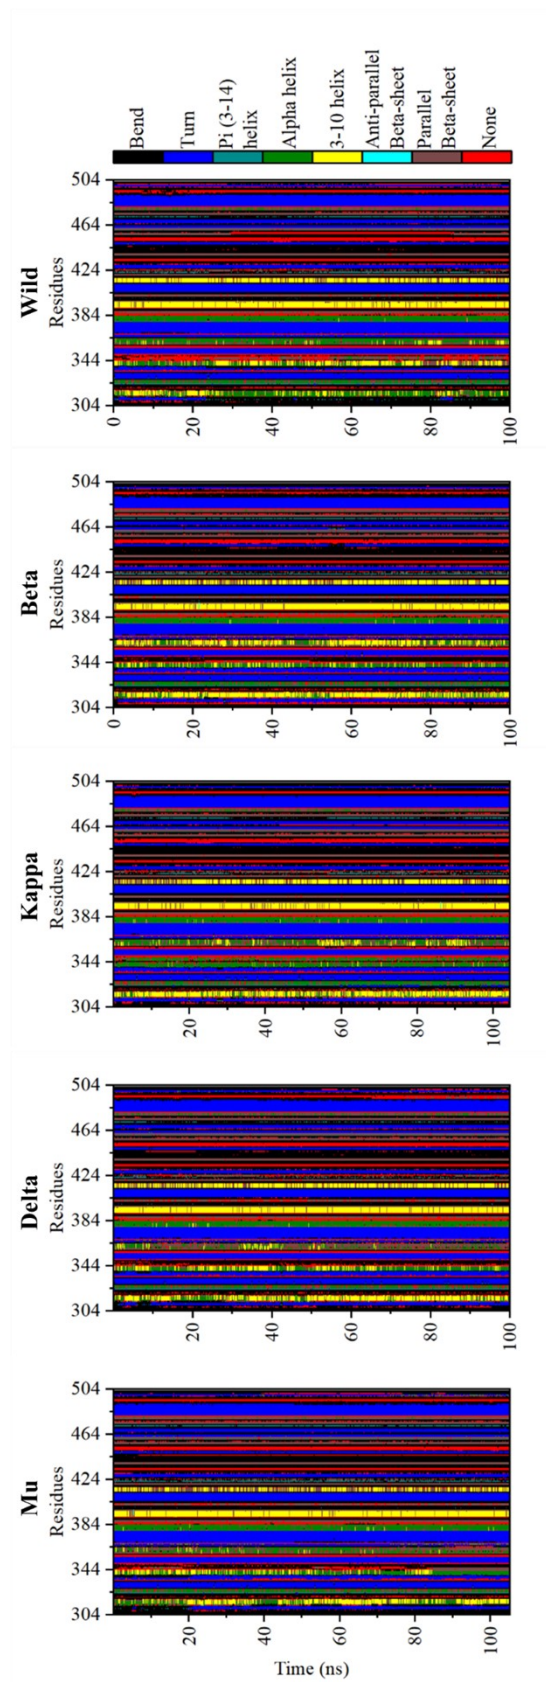 Bend
Turn
Pi (3-14)
helix
Alpha helix
3-10 helix
Anti-parallel
Beta-sheet
Parallel
Beta-sheet
None
Wild
Residues
504
464
424
384
344
304
0
20
40
60
80
100
Beta
Residues
504
464
424
384
344
304
0
20
40
60
80
100
Kappa
Residues
504
464
424
384
344
304
20
40
60
80
100
Delta
Residues
504
464
424
384
344
304
20
40
60
80
100
Mu
Residues
504
464
424
384
344
304
20
40
60
80
100
Time (ns)